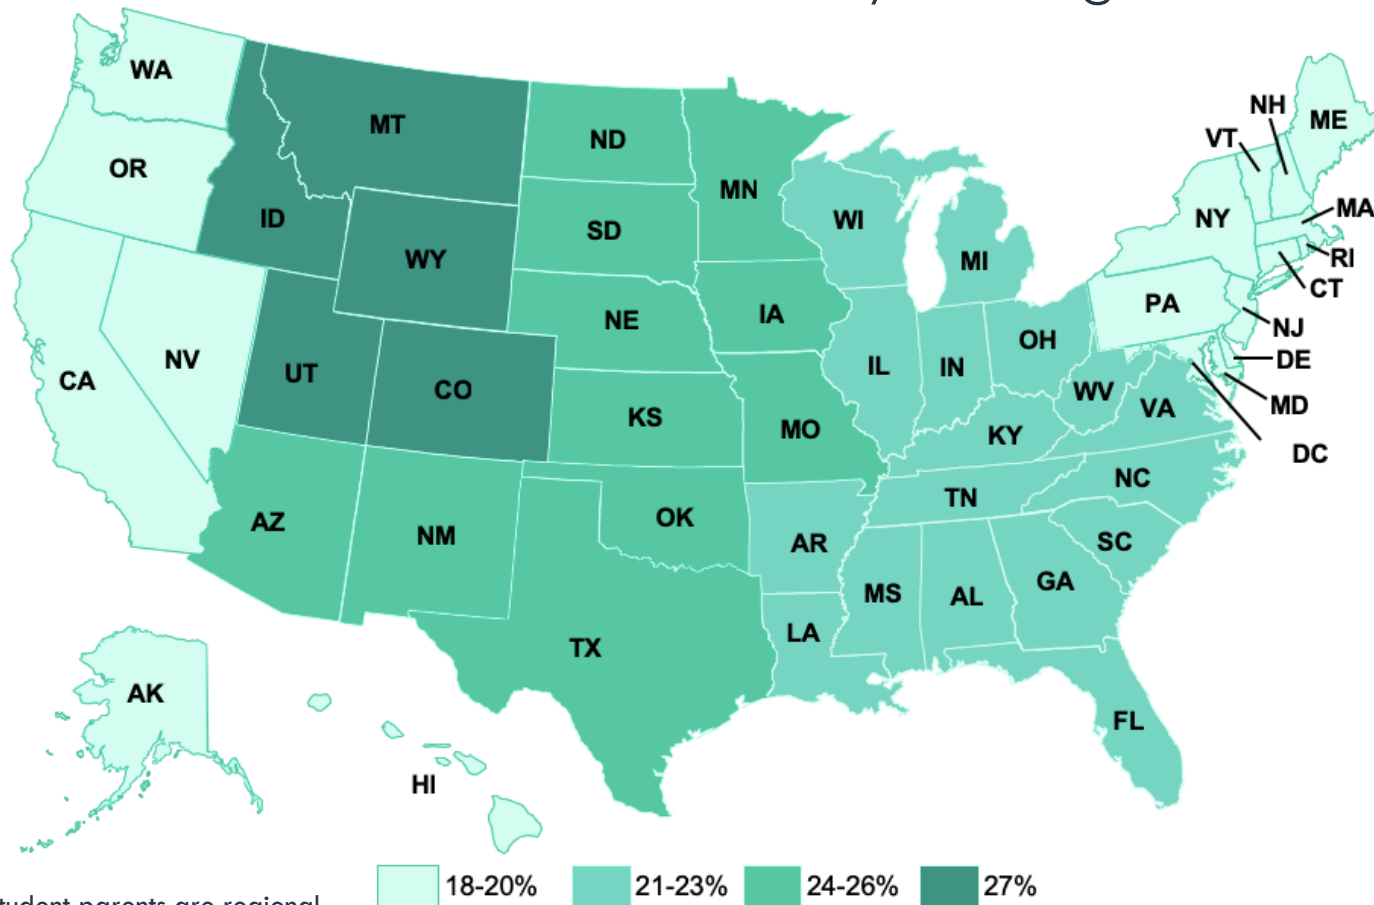 WA
MT
ND
OR
ID
MN
SD
WY
WI
MI
NE
IA
NV
UT
CO
CA
IL
IN
OH
PA
NY
VT
NH
ME
MA
RI
CT
NJ
DE
MD
DC
KS
MO
WV
VA
KY
NC
TN
AZ
NM
OK
AR
SC
MS
AL
GA
LA
TX
FL
AK
HI
18-20%
21-23%
24-26%
27%
parents are regional